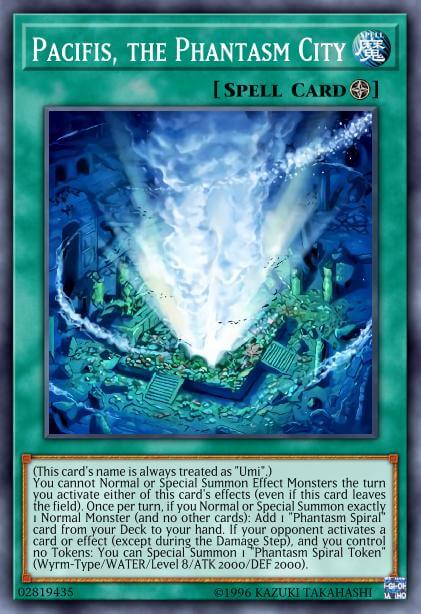 PACIFIS, THE PHANTASM CITY
SPELL
魔
[SPELL CARD]
(This card's name is always treated as "Umi".)
You cannot Normal or Special Summon Effect Monsters the turn
you activate either of this card's effects (even if this card leaves
the field). Once per turn, if you Normal or Special Summon exactly
1 Normal Monster (and no other cards): Add 1 "Phantasm Spiral"
card from your Deck to your hand. If your opponent activates a
card or effect (except during the Damage Step), and you control
no Tokens: You can Special Summon 1 "Phantasm Spiral Token"
(Wyrm-Type/WATER/Level 8/ATK 2000/DEF 2000).
02819435
©1996 KAZUKI TAKAHASHI